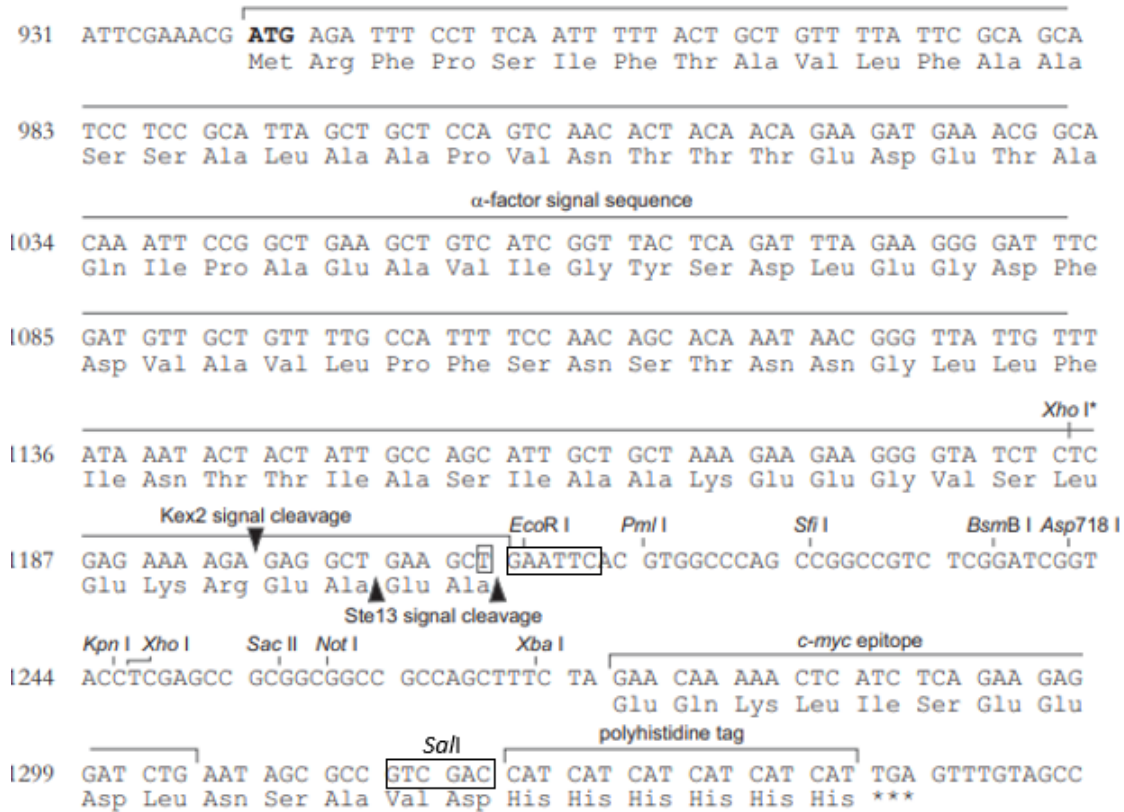 931 ATTCGAAACG ATG AGA TTT CCT TCA ATT TTT ACT GCT GTT TTA TTC GCA GCA
Met Arg Phe Pro Ser Ile Phe Thr Ala Val Leu Phe Ala Ala
983 TCC TCC GCA TTA GCT GCT CCA GTC AAC ACT ACA ACA GAA GAT GAA ACG GCA
Ser Ser Ala Leu Ala Ala Pro Val Asn Thr Thr Thr Glu Asp Glu Thr Ala
α-factor signal sequence
1034 CAA ATT CCG GCT GAA GCT GTC ATC GGT TAC TCA GAT TTA GAA GGG GAT TTC
Gln Ile Pro Ala Glu Ala Val Ile Gly Tyr Ser Asp Leu Glu Gly Asp Phe
1085 GAT GTT GCT GTT TTG CCA TTT TCC AAC AGC ACA AAT AAC GGG TTA TTG TTT
Asp Val Ala Val Leu Pro Phe Ser Asn Ser Thr Asn Asn Gly Leu Leu Phe
Xho I*
1136 ATA AAT ACT ACT ATT GCC AGC ATT GCT GCT AAA GAA GAA GGG GTA TCT CTC
Ile Asn Thr Thr Ile Ala Ser Ile Ala Ala Lys Glu Glu Gly Val Ser Leu
Kex2 signal cleavage EcoR I Pml I Sfi I BsmB I Asp718 I
1187 GAG AAA AGA GAG GCT GAA GCT GAATTCAC GTGGCCCAG CCGGCCGTC TCGGATCGGT
Glu Lys Arg Glu Ala Glu Ala
Ste13 signal cleavage
Kpn I Xho I Sac II Not I Xba I c-myc epitope
1244 ACCTCGAGCC GCGGCGGCC GCCAGCTTTC TA GAA CAA AAA CTC ATC TCA GAA GAG
Glu Gln Lys Leu Ile Ser Glu Glu
SalI polyhistidine tag
1299 GAT CTG AAT AGC GCC GTC GAC CAT CAT CAT CAT CAT CAT TGA GTTTGTAGCC
Asp Leu Asn Ser Ala Val Asp His His His His His His ***